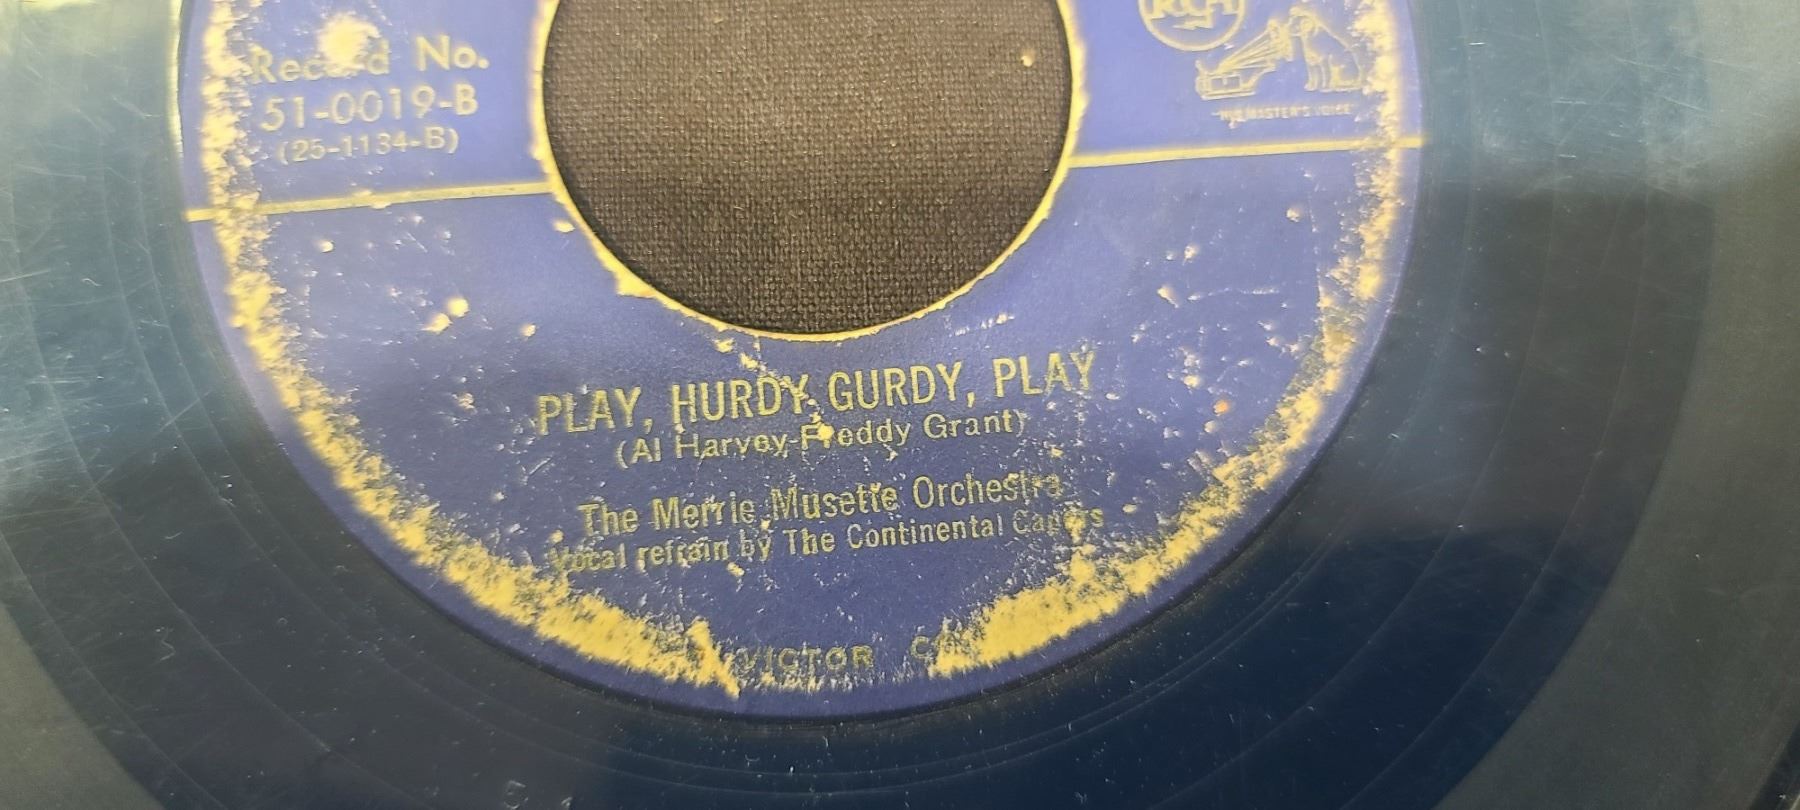 Record No.
51-0019-B
(25-1134-B)
RCA
"HIS MASTER'S VOICE"
PLAY, HURDY GURDY, PLAY
(Al Harvey-Freddy Grant)
The Merrie Musette Orchestra
Vocal refrain by The Continental
VICTOR